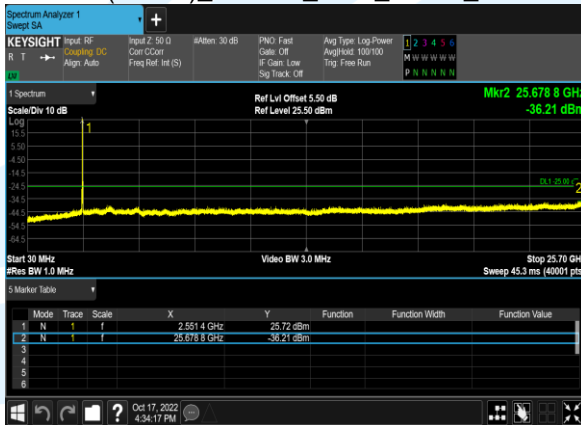 Spectrum Analyzer 1
Swept SA
+
KEYSIGHT Input: RF Input Z: 50 Ω #Atten: 30 dB PNO: Fast Avg Type: Log-Power 1 2 3 4 5 6
R T Coupling: DC Corr CCorr Gate: Off Avg|Hold: 100/100 M W W W W W
Align: Auto Freq Ref: Int (S) IF Gain: Low Trig: Free Run
Sig Track: Off P N N N N N
1 Spectrum Ref Lvl Offset 5.50 dB Mkr2 25.678 8 GHz
Scale/Div 10 dB Ref Level 25.50 dBm -36.21 dBm
Log
1
15.5
5.50
-4.50
-14.5
-24.5 DL1 -25.00
2
-34.5
-44.5
-54.5
-64.5
Start 30 MHz Video BW 3.0 MHz Stop 25.70 GH
#Res BW 1.0 MHz Sweep 45.3 ms (40001 pts
5 Marker Table
Mode Trace Scale X Y Function Function Width Function Value
1 N 1 f 2.551 4 GHz 25.72 dBm
2 N 1 f 25.678 8 GHz -36.21 dBm
3
4
5
6
? Oct 17, 2022
4:34:17 PM